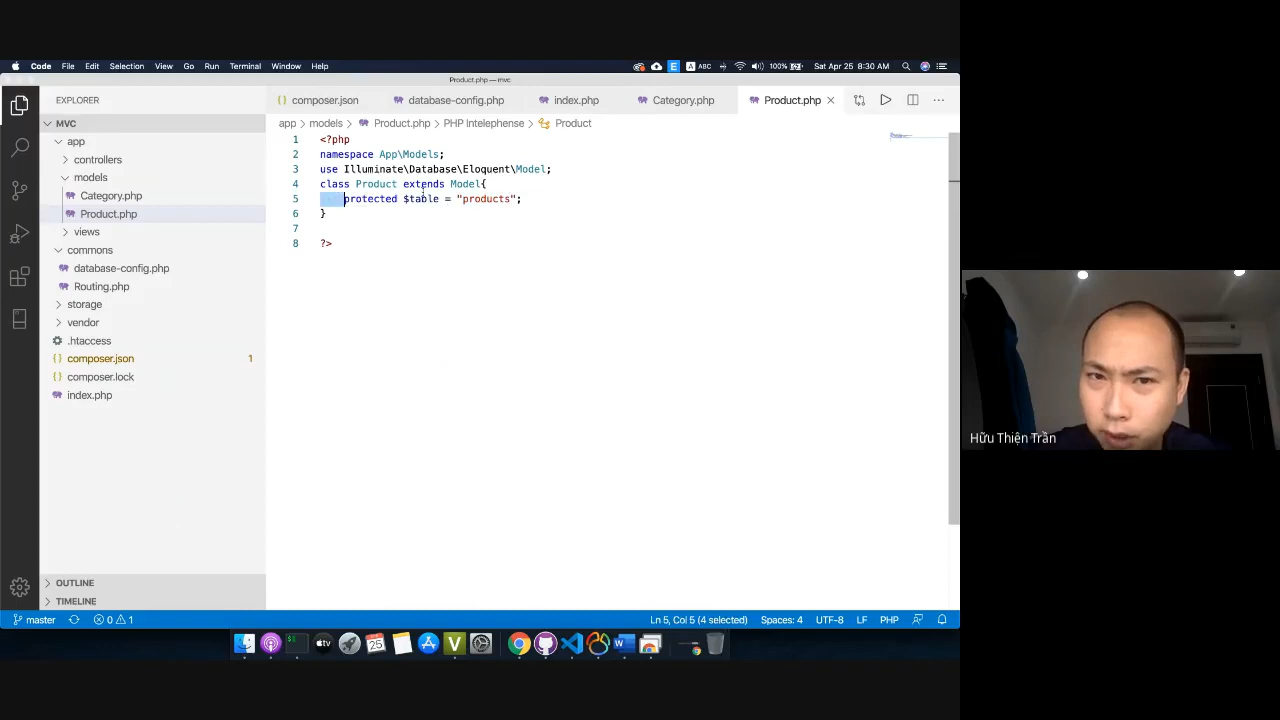 Code File Edit Selection View Go Run Terminal Window Help
E A ABC 100% Sat Apr 25 8:30 AM
Product.php — mvc
EXPLORER
MVC
app
controllers
models
Category.php
Product.php
views
commons
database-config.php
Routing.php
storage
vendor
.htaccess
composer.json 1
composer.lock
index.php
OUTLINE
TIMELINE
composer.json database-config.php index.php Category.php Product.php
app > models > Product.php > PHP Intelephense > Product
1 <?php
2 namespace App\Models;
3 use Illuminate\Database\Eloquent\Model;
4 class Product extends Model{
5 protected $table = "products";
6 }
7
8 ?>
master 0 1 Ln 5, Col 5 (4 selected) Spaces: 4 UTF-8 LF PHP
tv 25 V W
Hữu Thiện Trần